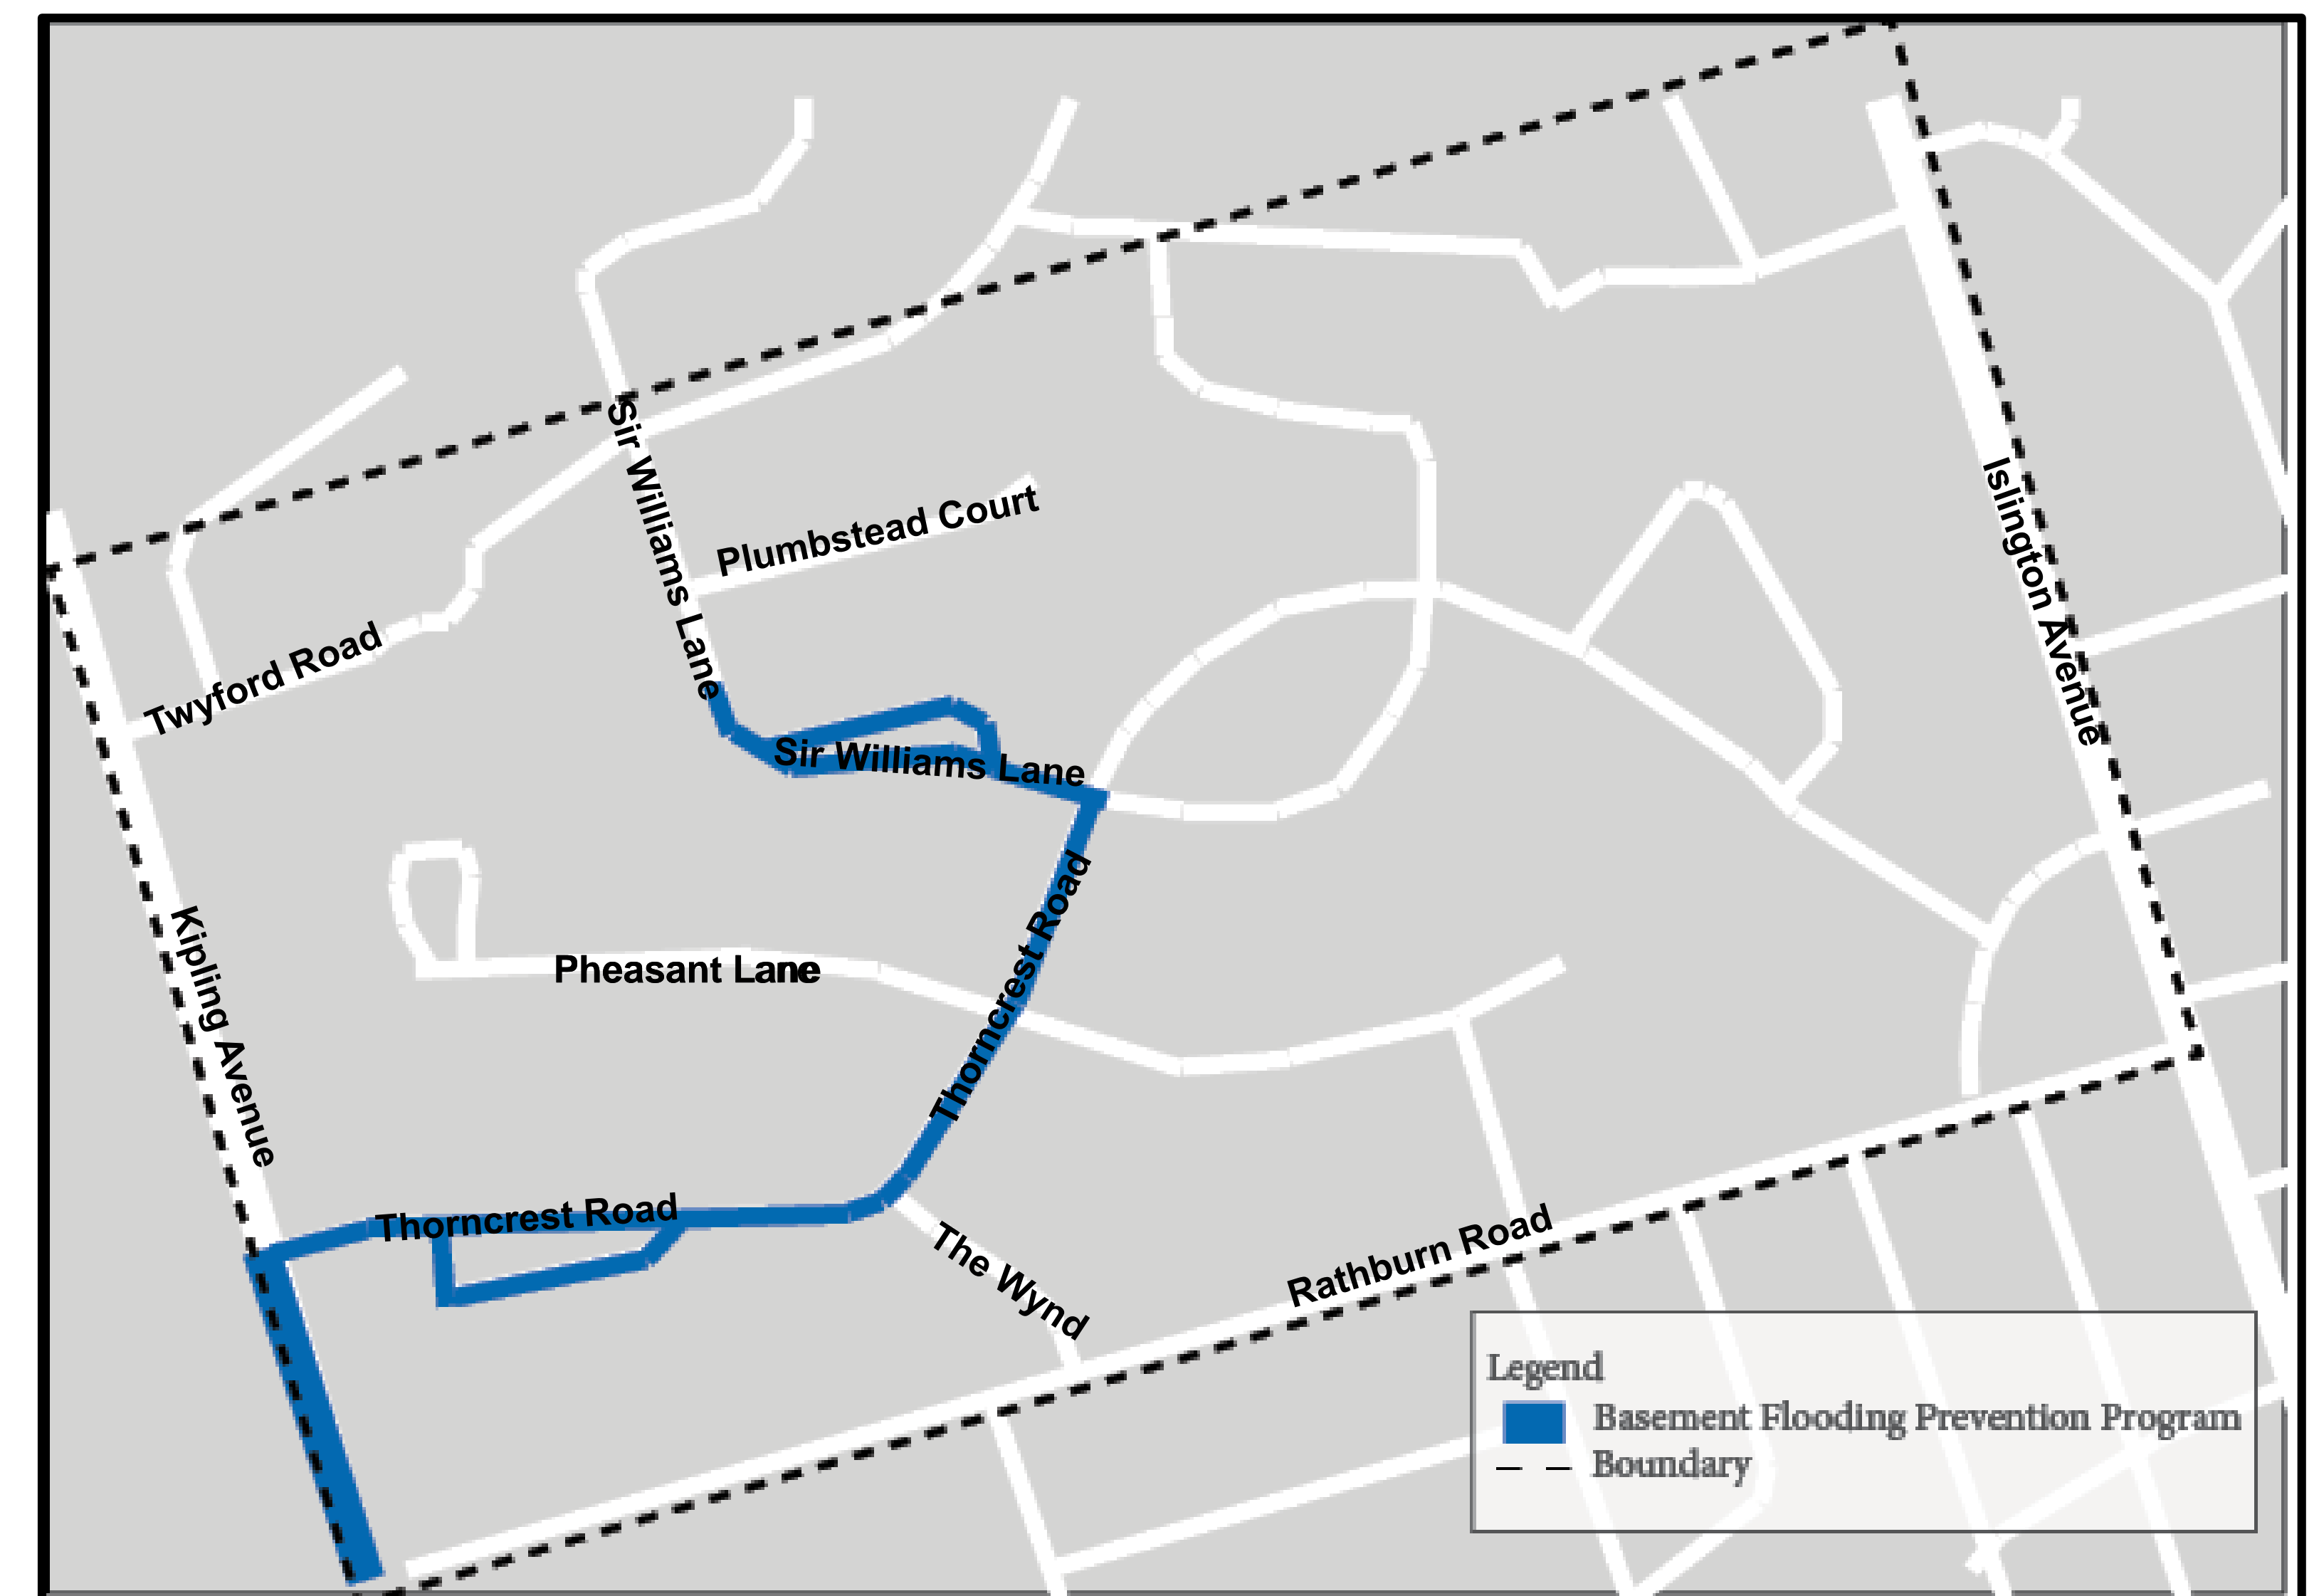 Sir Williams Lane
Plumbstead Court
Islington Avenue
Twyford Road
Sir Williams Lane
Thorncrest Road
Kipling Avenue
Pheasant Lane
Thorncrest Road
The Wynd
Rathburn Road
Legend
Basement Flooding Prevention Program
Boundary